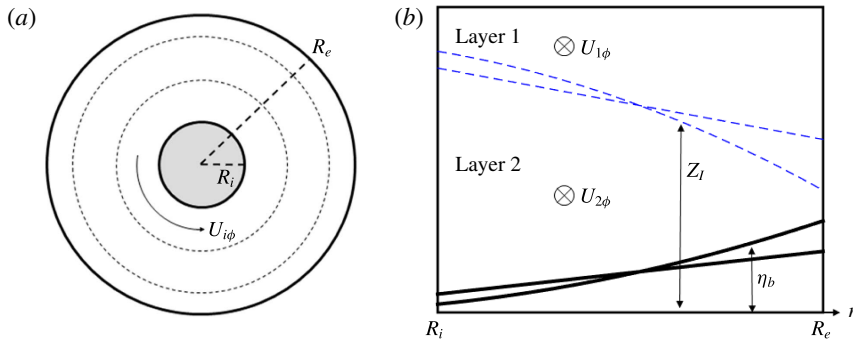 (a)
R_e
R_i
U_{iϕ}
(b)
Layer 1
U_{1ϕ}
Layer 2
Z_I
U_{2ϕ}
η_b
R_i
R_e
r